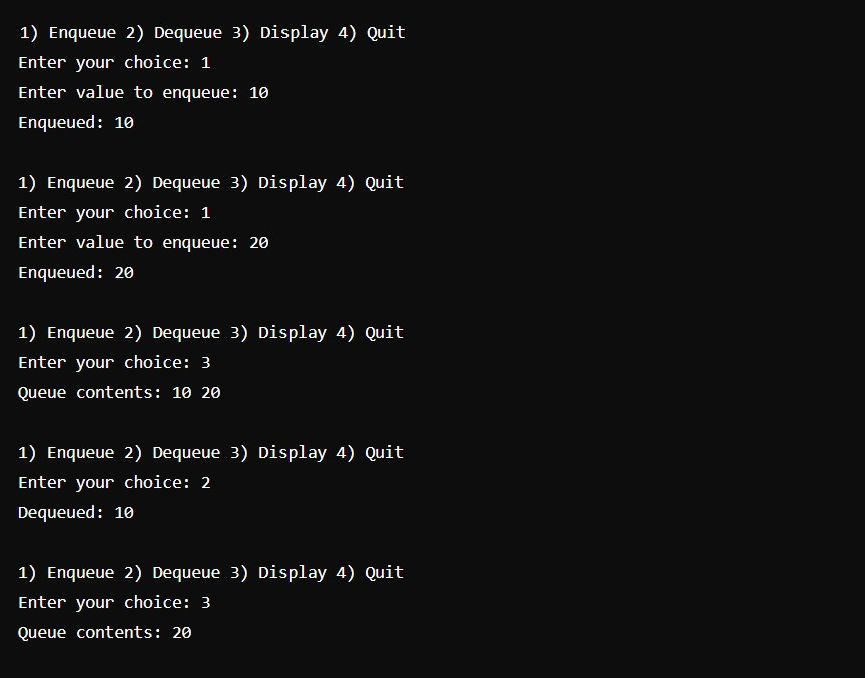 1) Enqueue 2) Dequeue 3) Display 4) Quit
Enter your choice: 1
Enter value to enqueue: 10
Enqueued: 10
1) Enqueue 2) Dequeue 3) Display 4) Quit
Enter your choice: 1
Enter value to enqueue: 20
Enqueued: 20
1) Enqueue 2) Dequeue 3) Display 4) Quit
Enter your choice: 3
Queue contents: 10 20
1) Enqueue 2) Dequeue 3) Display 4) Quit
Enter your choice: 2
Dequeued: 10
1) Enqueue 2) Dequeue 3) Display 4) Quit
Enter your choice: 3
Queue contents: 20